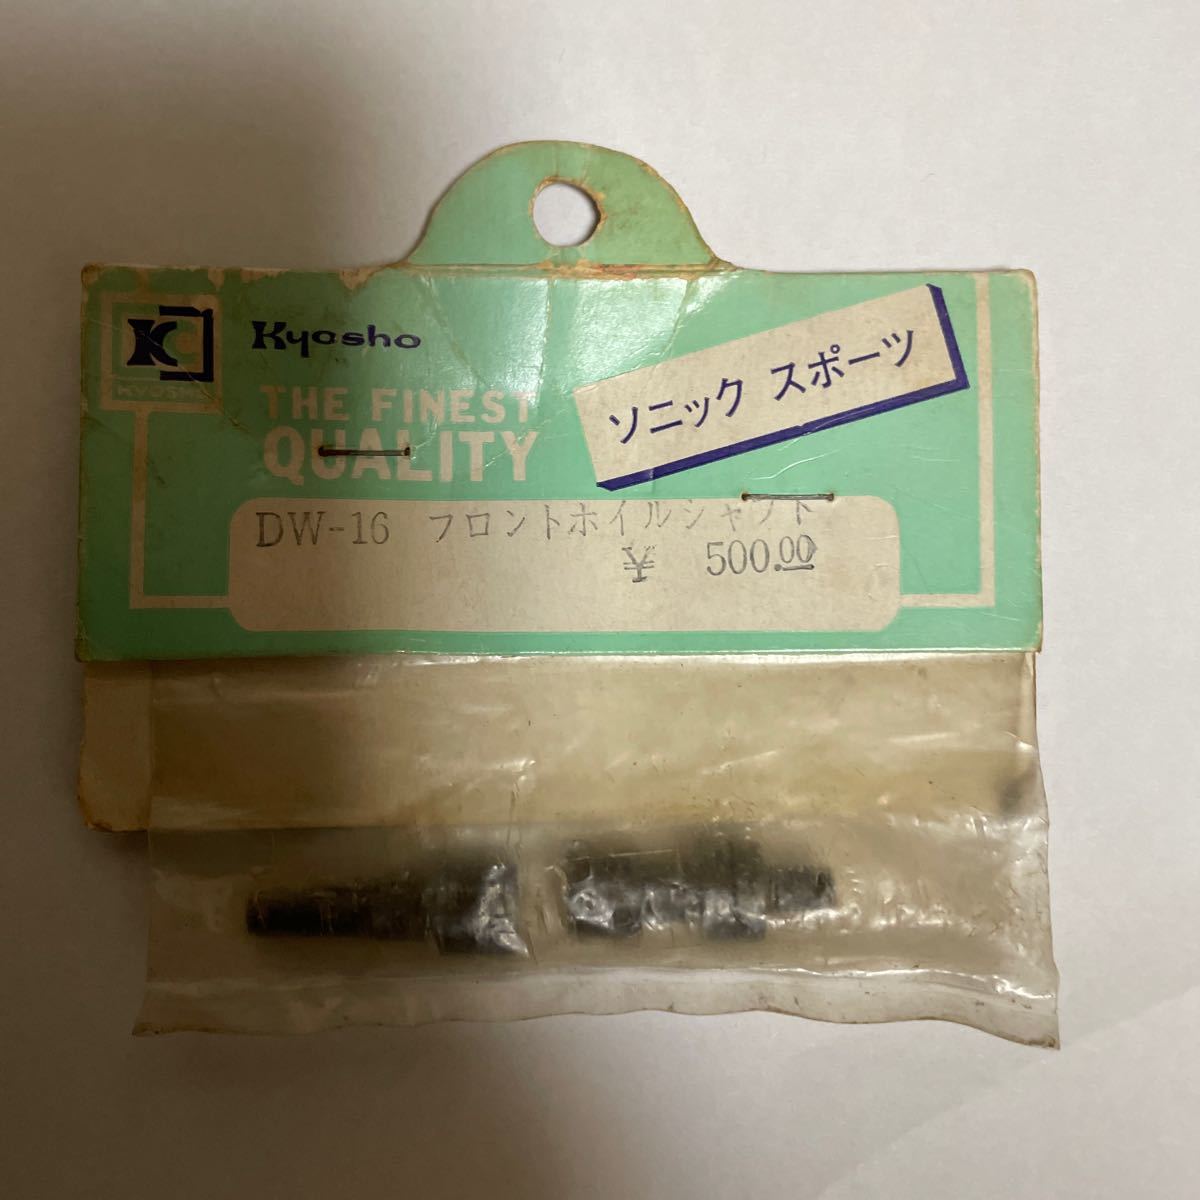 KC
KYOSHO
Kyosho
THE FINEST
QUALITY
ソニック スポーツ
DW-16 フロントホイルシャフト
¥ 500.00